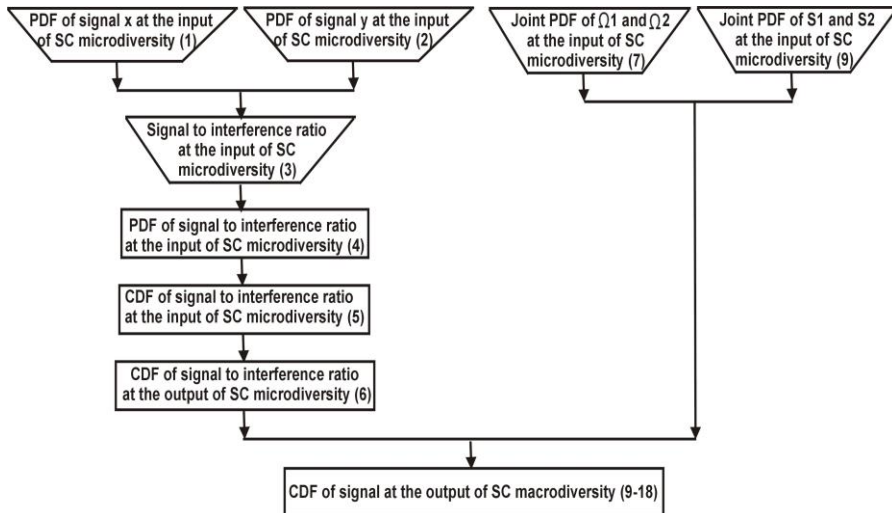 PDF of signal x at the input
of SC microdiversity (1)
PDF of signal y at the input
of SC microdiversity (2)
Joint PDF of Ω1 and Ω2
at the input of SC
microdiversity (7)
Joint PDF of S1 and S2
at the input of SC
microdiversity (9)
Signal to interference ratio
at the input of SC
microdiversity (3)
PDF of signal to interference ratio
at the input of SC microdiversity (4)
CDF of signal to interference ratio
at the input of SC microdiversity (5)
CDF of signal to interference ratio
at the output of SC microdiversity (6)
CDF of signal at the output of SC macrodiversity (9-18)